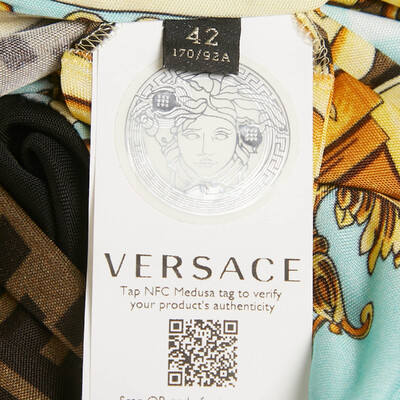 42
170/92A
VERSACE
Tap NFC Medusa tag to verify
your product's authenticity